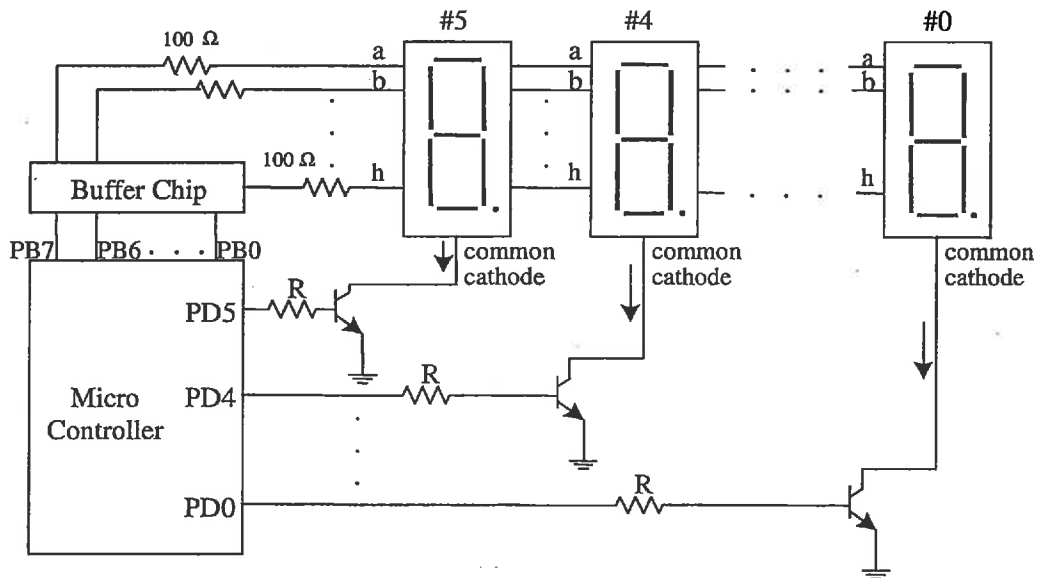 #5
#4
#0
100 Ω
a
a
a
b
b
b
100 Ω
h
h
h
Buffer Chip
PB7
PB6
PB0
common
cathode
common
cathode
common
cathode
R
PD5
R
PD4
Micro
Controller
R
PD0